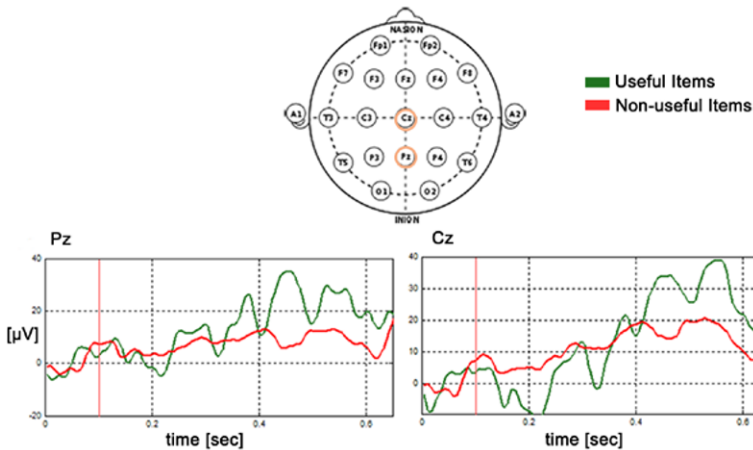 NASION
Fp1 Fp2
F7 F3 Fz F4 F8
A1 T3 C3 Cz C4 T4 A2
T5 P3 Pz P4 T6
O1 O2
INION
Useful Items
Non-useful Items
Pz
40
20
[µV]
0
-20
0 0.2 0.4 0.6
time [sec]
Cz
40
30
20
10
0
0 0.2 0.4 0.6
time [sec]